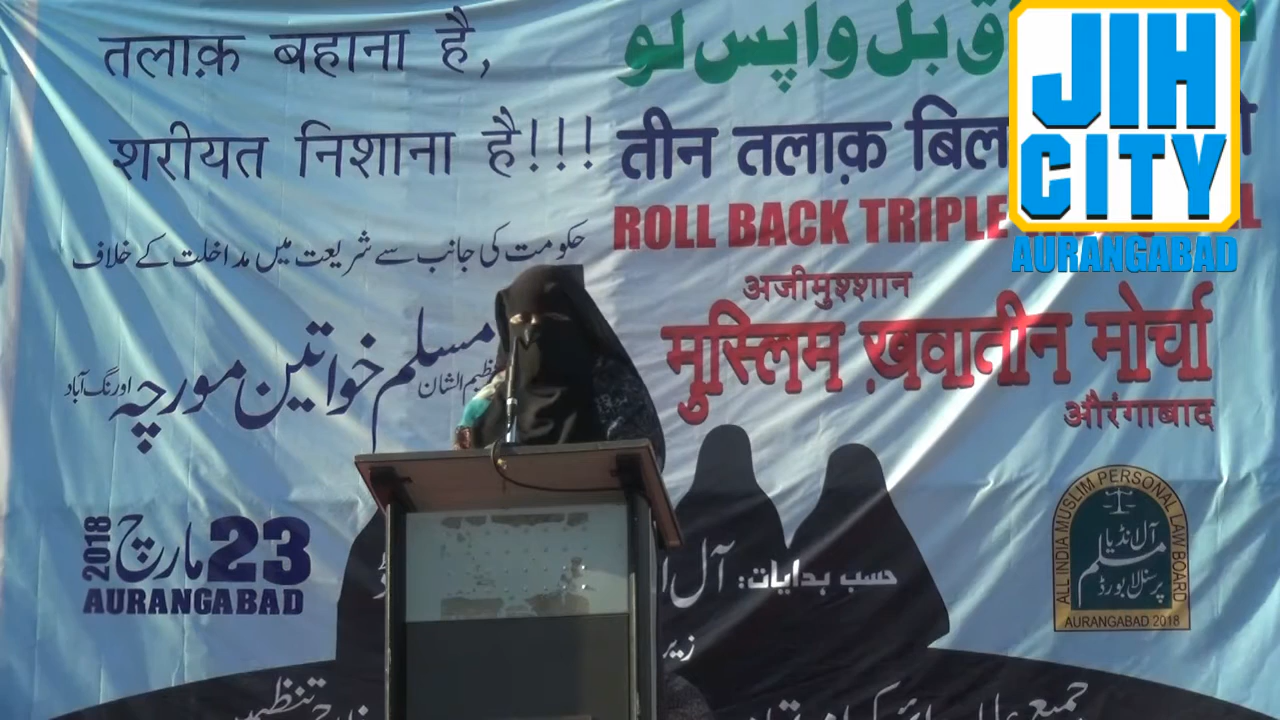 तलाक़ बहाना है,
शरीयत निशाना है!!!
حکومت کی جانب سے شریعت میں مداخلت کے خلاف
مسلم خواتین مورچہ
اورنگ آباد
23 مارچ 2018
AURANGABAD
بل واپس لو
तीन तलाक़
ROLL BACK TRIPLE
अजीमुश्शान
मुस्लिम ख़वातीन मोर्चा
औरंगाबाद
حسب ہدایات:
ALL INDIA MUSLIM PERSONAL LAW BOARD
آل انڈیا
مسلم
پرسنل لا بورڈ
AURANGABAD 2018
JIH
CITY
AURANGABAD